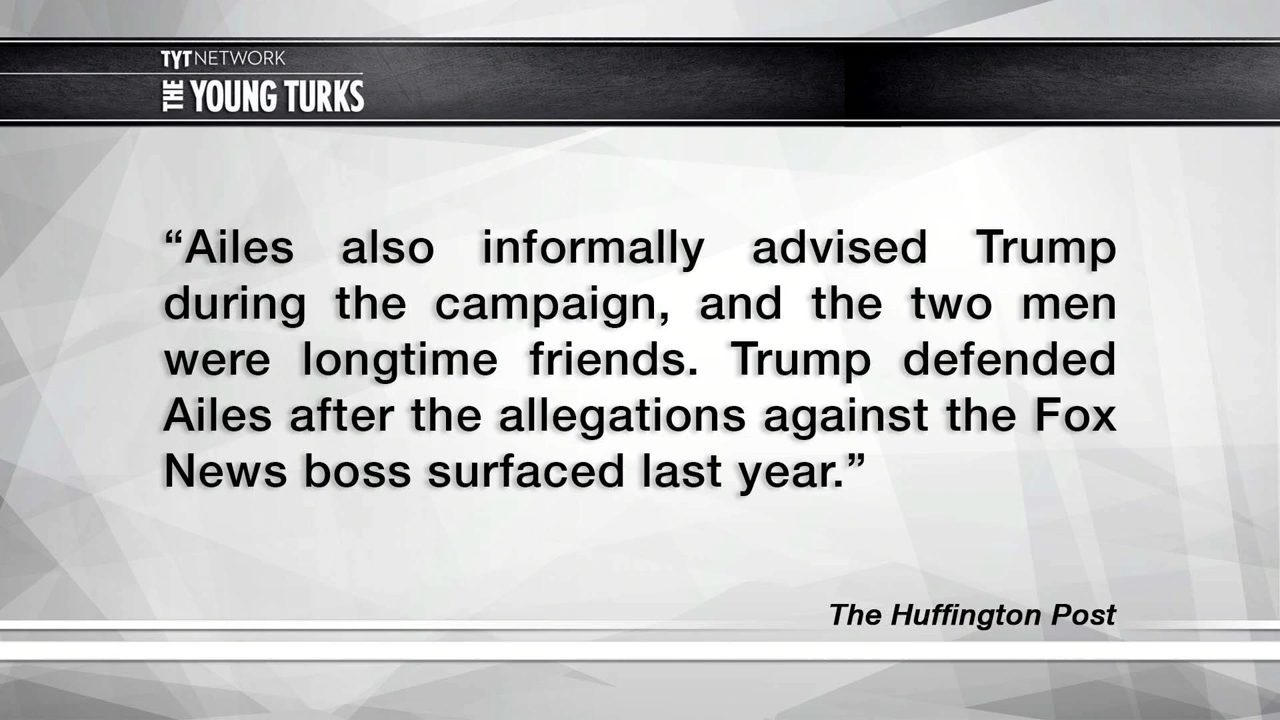 TYT NETWORK
THE YOUNG TURKS
“Ailes also informally advised Trump
during the campaign, and the two men
were longtime friends. Trump defended
Ailes after the allegations against the Fox
News boss surfaced last year.”
The Huffington Post